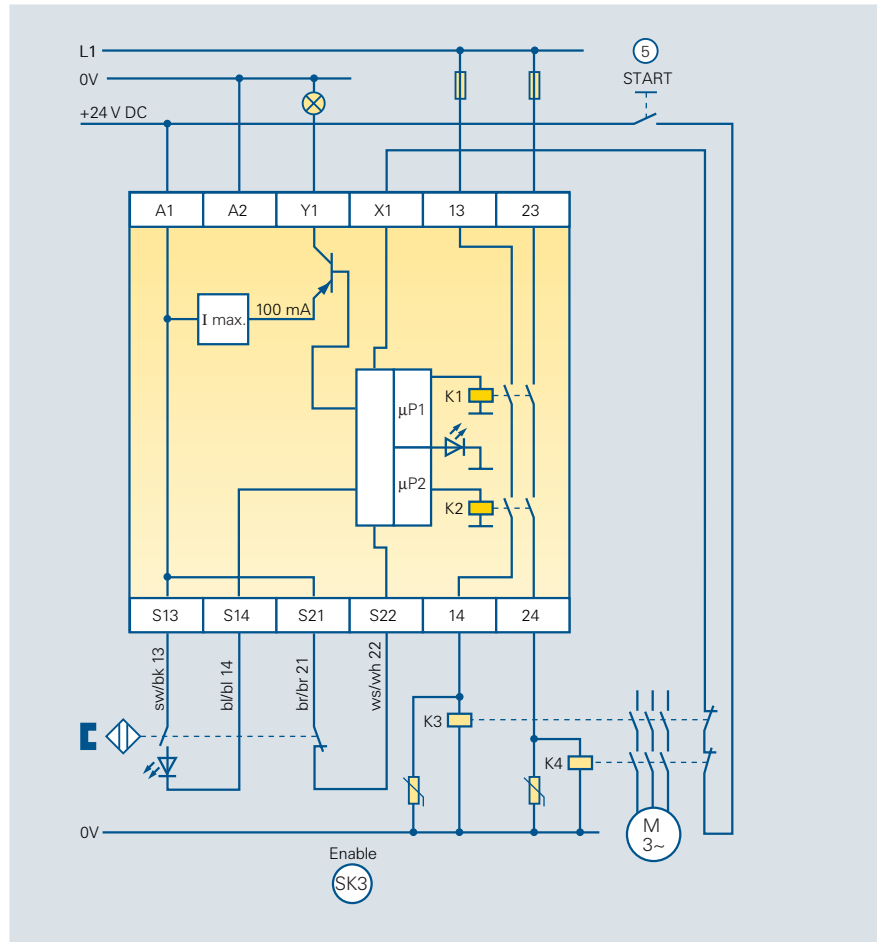 L1
0V
+24 V DC
5
START
A1 A2 Y1 X1 13 23
I max.
100 mA
K1
µP1
µP2
K2
S13 S14 S21 S22 14 24
sw/bk 13
bl/bl 14
br/br 21
ws/wh 22
K3
K4
0V
M
3~
Enable
SK3